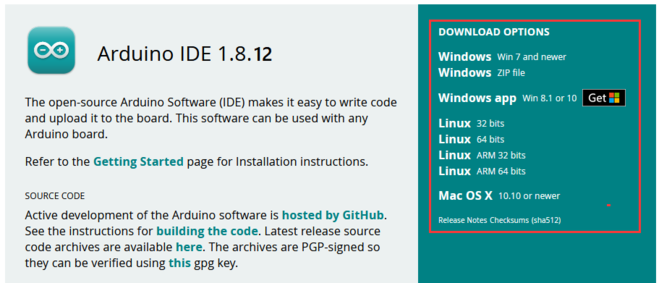 Arduino IDE 1.8.12
The open-source Arduino Software (IDE) makes it easy to write code
and upload it to the board. This software can be used with any
Arduino board.
Refer to the Getting Started page for Installation instructions.
SOURCE CODE
Active development of the Arduino software is hosted by GitHub.
See the instructions for building the code. Latest release source
code archives are available here. The archives are PGP-signed so
they can be verified using this gpg key.
DOWNLOAD OPTIONS
Windows Win 7 and newer
Windows ZIP file
Windows app Win 8.1 or 10 Get
Linux 32 bits
Linux 64 bits
Linux ARM 32 bits
Linux ARM 64 bits
Mac OS X 10.10 or newer
Release Notes Checksums (sha512)